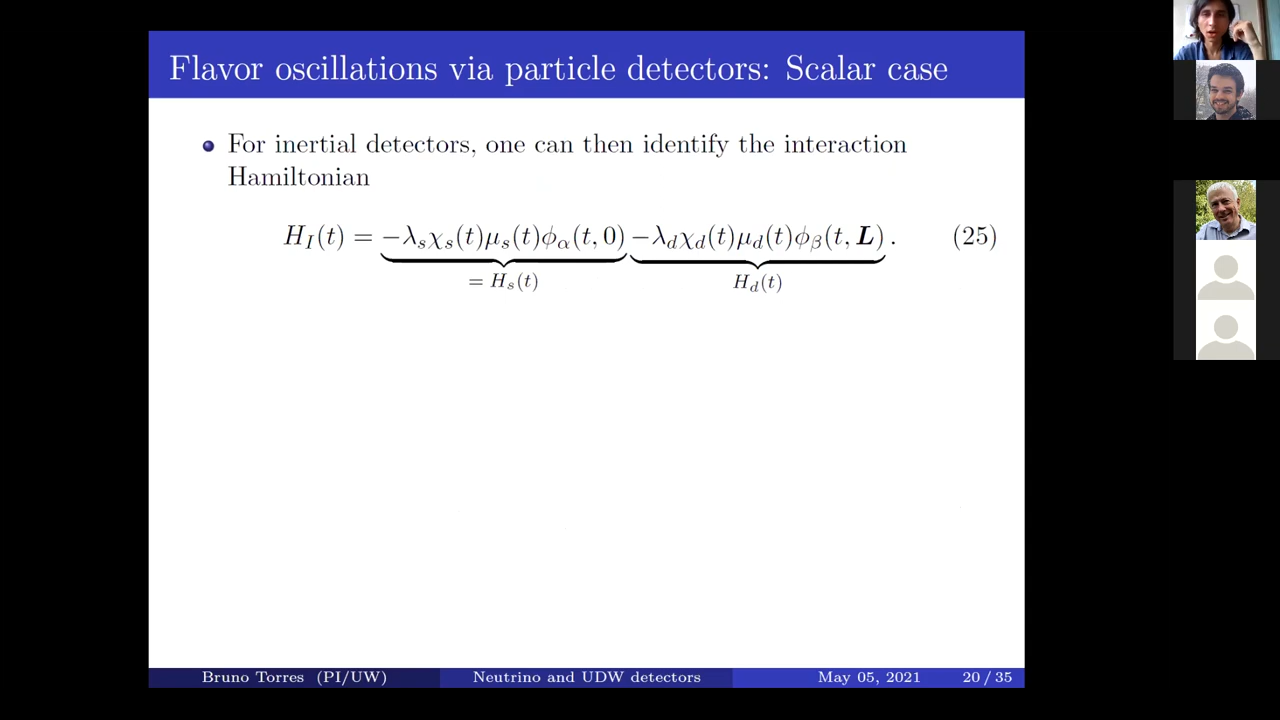 Flavor oscillations via particle detectors: Scalar case
For inertial detectors, one can then identify the interaction
Hamiltonian
H_I(t) = −λ_sχ_s(t)μ_s(t)ϕ_α(t, 0) −λ_dχ_d(t)μ_d(t)ϕ_β(t, L) . (25)
= H_s(t) H_d(t)
Bruno Torres (PI/UW) Neutrino and UDW detectors May 05, 2021 20 / 35